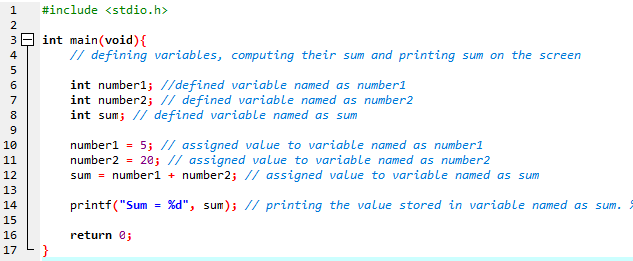 1 #include <stdio.h>
2
3 int main(void){
4 // defining variables, computing their sum and printing sum on the screen
5
6 int number1; //defined variable named as number1
7 int number2; // defined variable named as number2
8 int sum; // defined variable named as sum
9
10 number1 = 5; // assigned value to variable named as number1
11 number2 = 20; // assigned value to variable named as number2
12 sum = number1 + number2; // assigned value to variable named as sum
13
14 printf("Sum = %d", sum); // printing the value stored in variable named as sum. %
15
16 return 0;
17 }